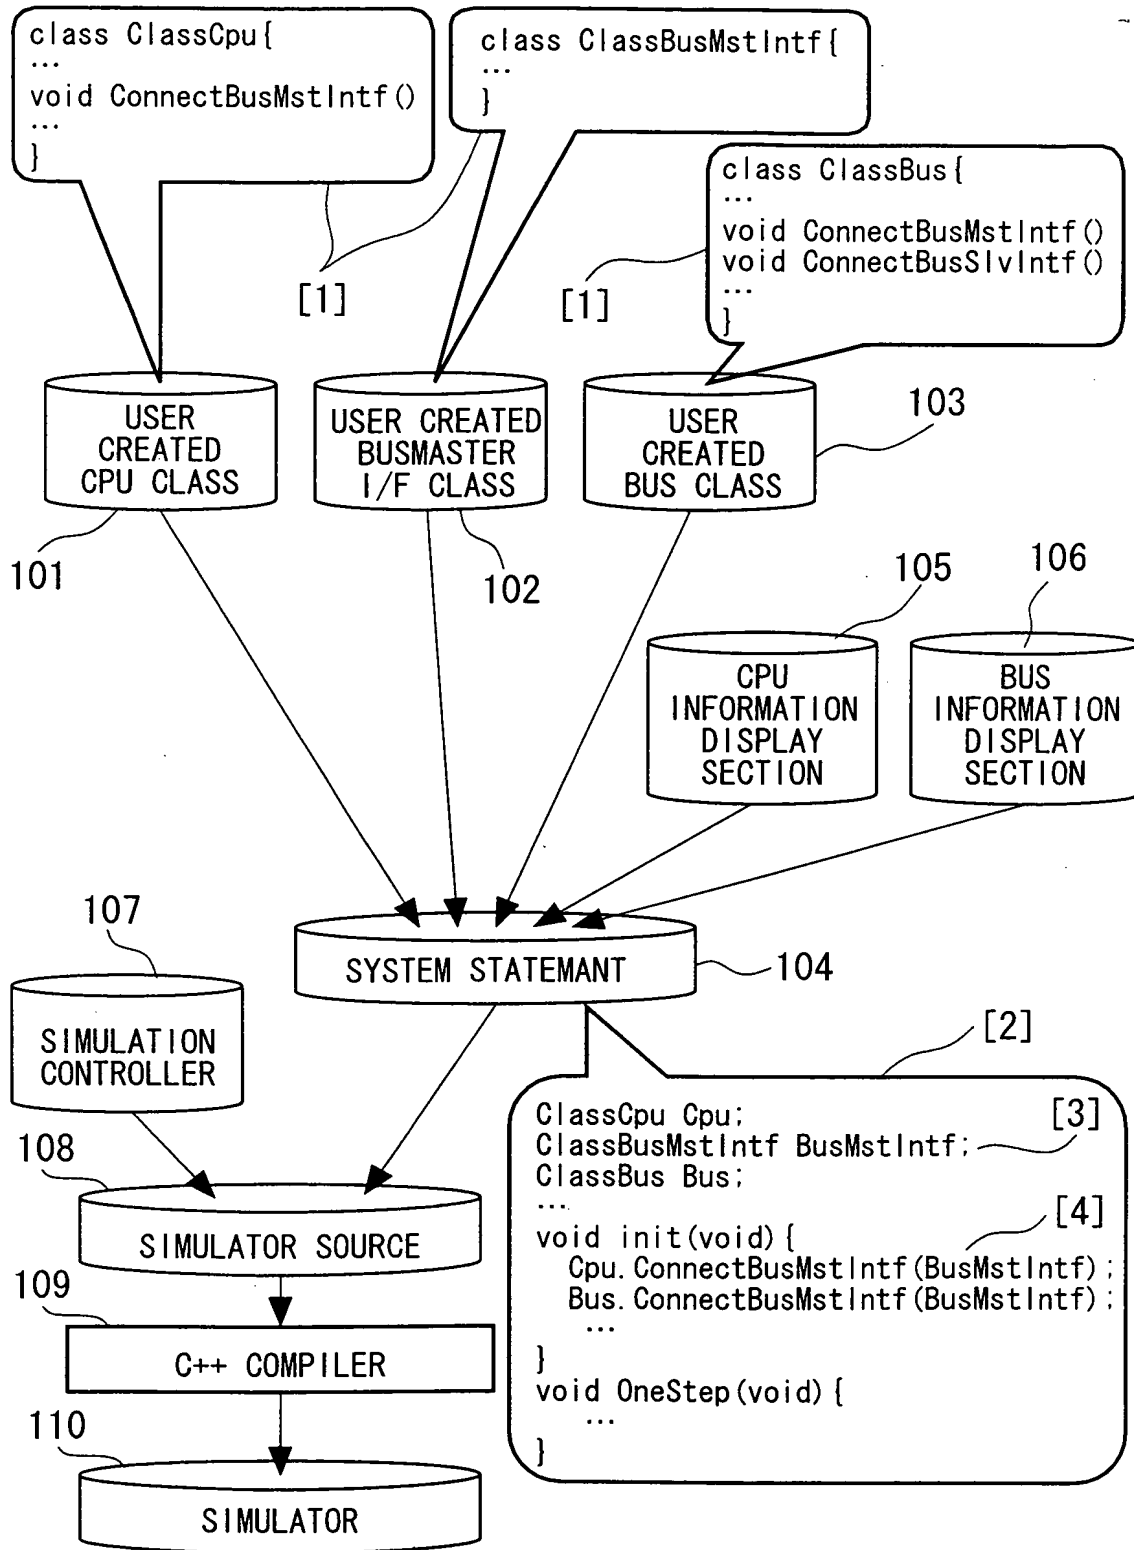 class ClassCpu{
...
void ConnectBusMstIntf()
...
}
class ClassBusMstIntf{
...
}
class ClassBus{
...
void ConnectBusMstIntf()
void ConnectBusSlvIntf()
...
}
[1]
[1]
USER
CREATED
CPU CLASS
101
USER CREATED
BUSMASTER
I/F CLASS
102
USER
CREATED
BUS CLASS
103
105
CPU
INFORMATION
DISPLAY
SECTION
106
BUS
INFORMATION
DISPLAY
SECTION
107
SIMULATION
CONTROLLER
SYSTEM STATEMANT
104
[2]
ClassCpu Cpu;
[3]
ClassBusMstIntf BusMstIntf;
ClassBus Bus;
...
[4]
void init(void){
Cpu.ConnectBusMstIntf(BusMstIntf);
Bus.ConnectBusMstIntf(BusMstIntf);
...
}
void OneStep(void){
...
}
108
SIMULATOR SOURCE
109
C++ COMPILER
110
SIMULATOR